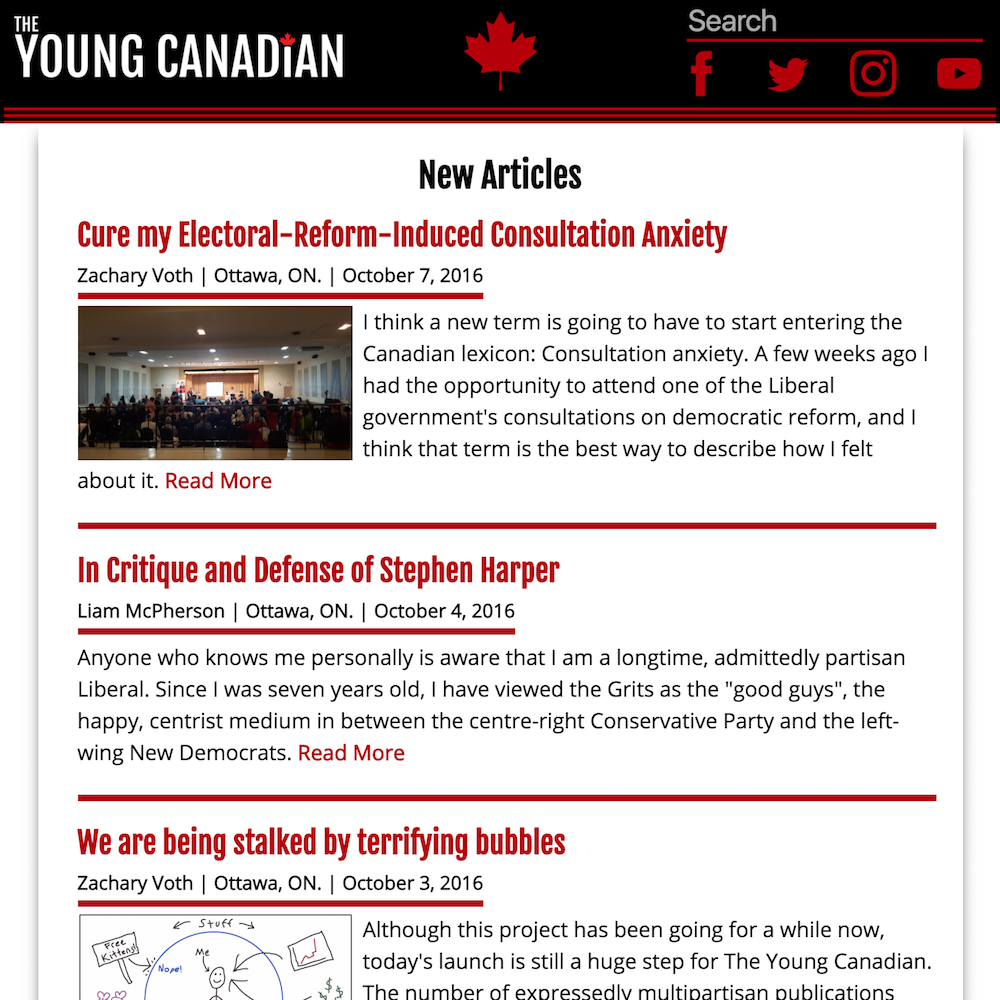 THE
YOUNG CANADiAN
Search
New Articles
Cure my Electoral-Reform-Induced Consultation Anxiety
Zachary Voth | Ottawa, ON. | October 7, 2016
I think a new term is going to have to start entering the
Canadian lexicon: Consultation anxiety. A few weeks ago I
had the opportunity to attend one of the Liberal
government's consultations on democratic reform, and I
think that term is the best way to describe how I felt
about it. Read More
In Critique and Defense of Stephen Harper
Liam McPherson | Ottawa, ON. | October 4, 2016
Anyone who knows me personally is aware that I am a longtime, admittedly partisan
Liberal. Since I was seven years old, I have viewed the Grits as the "good guys", the
happy, centrist medium in between the centre-right Conservative Party and the left-
wing New Democrats. Read More
We are being stalked by terrifying bubbles
Zachary Voth | Ottawa, ON. | October 3, 2016
Stuff
Free
Kittens!
Nope!
Me
$ $
$
Although this project has been going for a while now,
today's launch is still a huge step for The Young Canadian.
The number of expressedly multipartisan publications